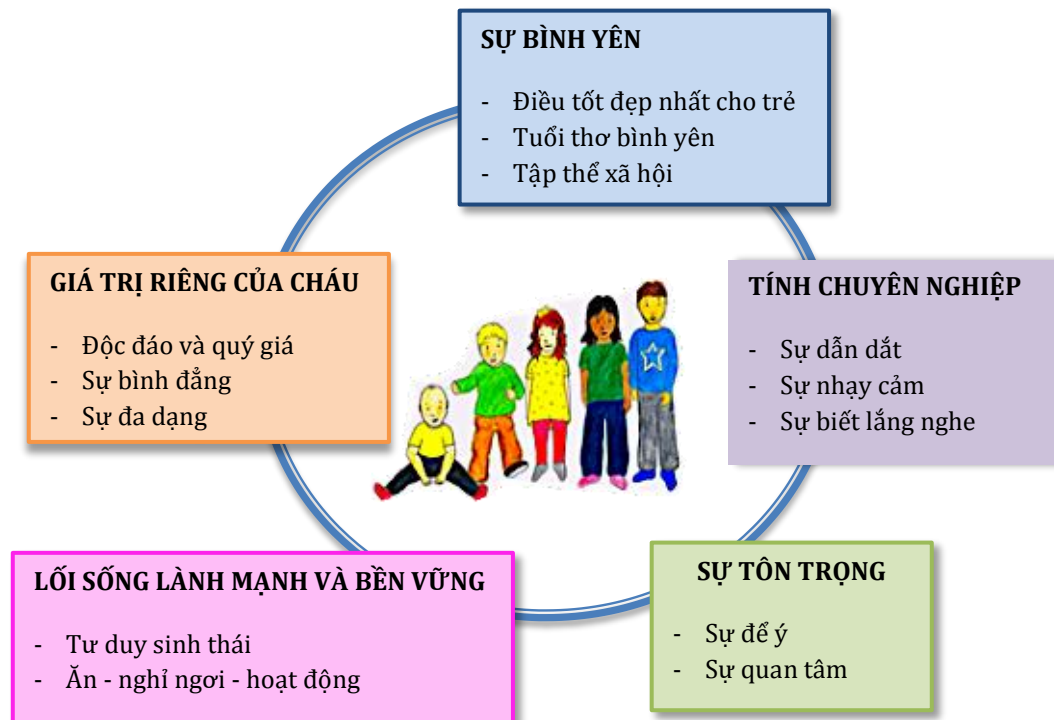 SỰ BÌNH YÊN
- Điều tốt đẹp nhất cho trẻ
- Tuổi thơ bình yên
- Tập thể xã hội
GIÁ TRỊ RIÊNG CỦA CHÁU
- Độc đáo và quý giá
- Sự bình đẳng
- Sự đa dạng
TÍNH CHUYÊN NGHIỆP
- Sự dẫn dắt
- Sự nhạy cảm
- Sự biết lắng nghe
LỐI SỐNG LÀNH MẠNH VÀ BỀN VỮNG
- Tư duy sinh thái
- Ăn - nghỉ ngơi - hoạt động
SỰ TÔN TRỌNG
- Sự để ý
- Sự quan tâm